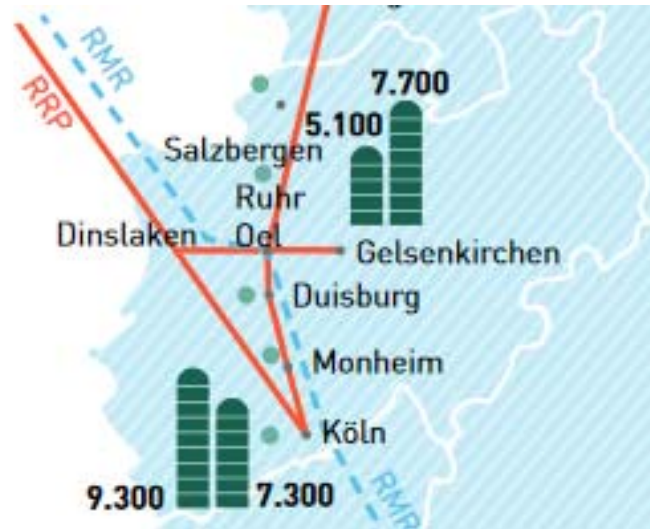 RMR
RRP
7.700
5.100
Salzbergen
Ruhr
Oel
Dinslaken
Gelsenkirchen
Duisburg
Monheim
Köln
9.300
7.300
RMR